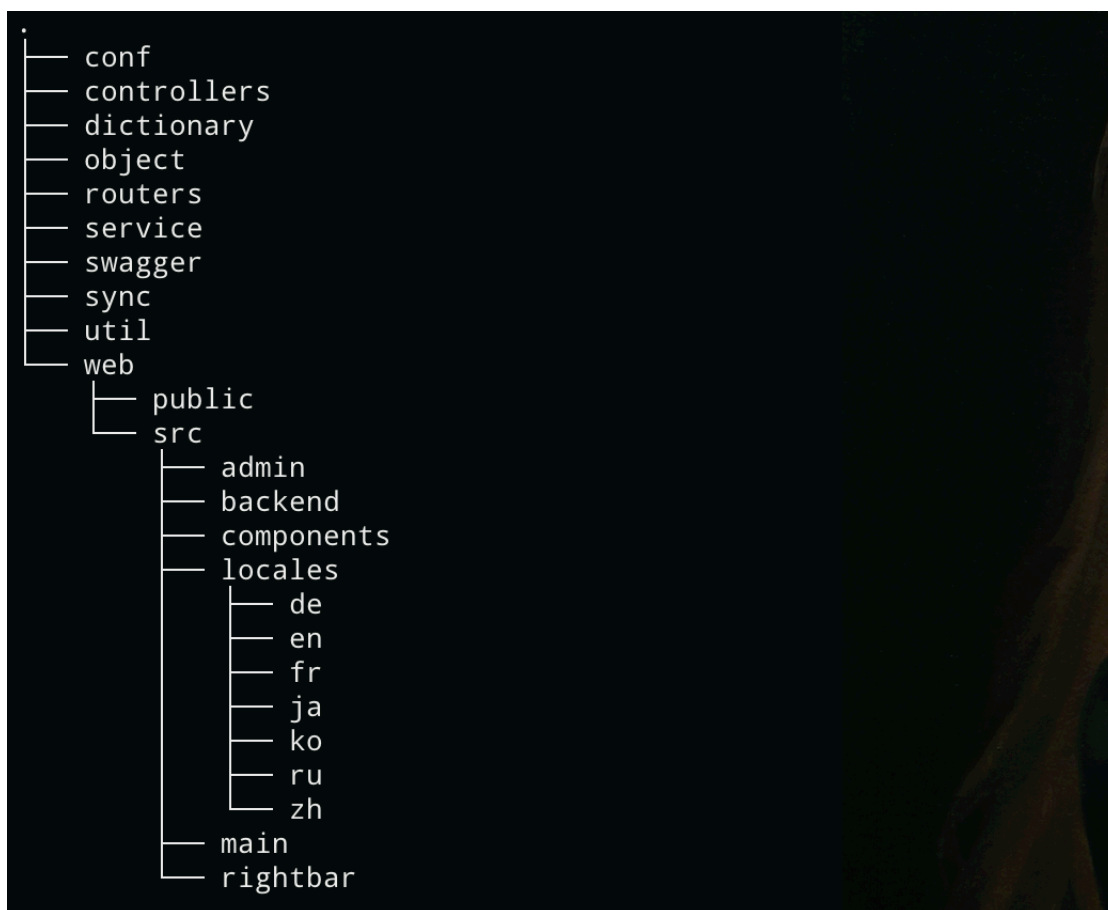 .
├── conf
├── controllers
├── dictionary
├── object
├── routers
├── service
├── swagger
├── sync
├── util
└── web
    ├── public
    └── src
        ├── admin
        ├── backend
        ├── components
        ├── locales
        │   ├── de
        │   ├── en
        │   ├── fr
        │   ├── ja
        │   ├── ko
        │   ├── ru
        │   └── zh
        ├── main
        └── rightbar